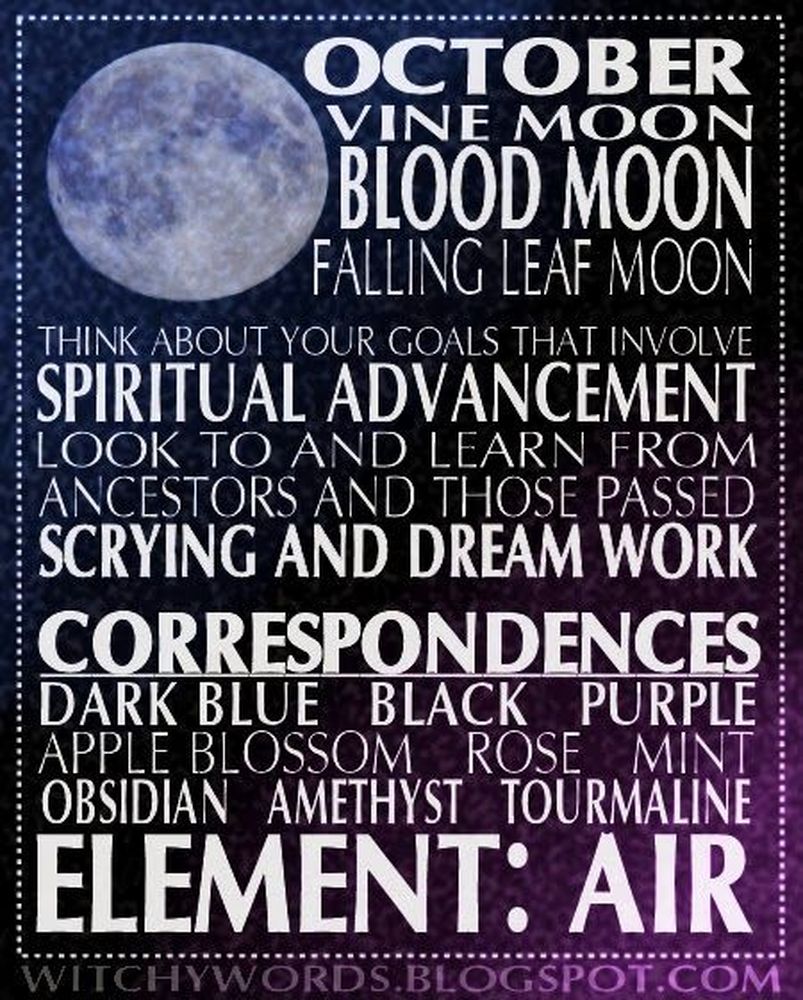 OCTOBER
VINE MOON
BLOOD MOON
FALLING LEAF MOON
THINK ABOUT YOUR GOALS THAT INVOLVE
SPIRITUAL ADVANCEMENT
LOOK TO AND LEARN FROM
ANCESTORS AND THOSE PASSED
SCRYING AND DREAM WORK
CORRESPONDENCES
DARK BLUE BLACK PURPLE
APPLE BLOSSOM ROSE MINT
OBSIDIAN AMETHYST TOURMALINE
ELEMENT: AIR
WITCHYWORDS.BLOGSPOT.COM